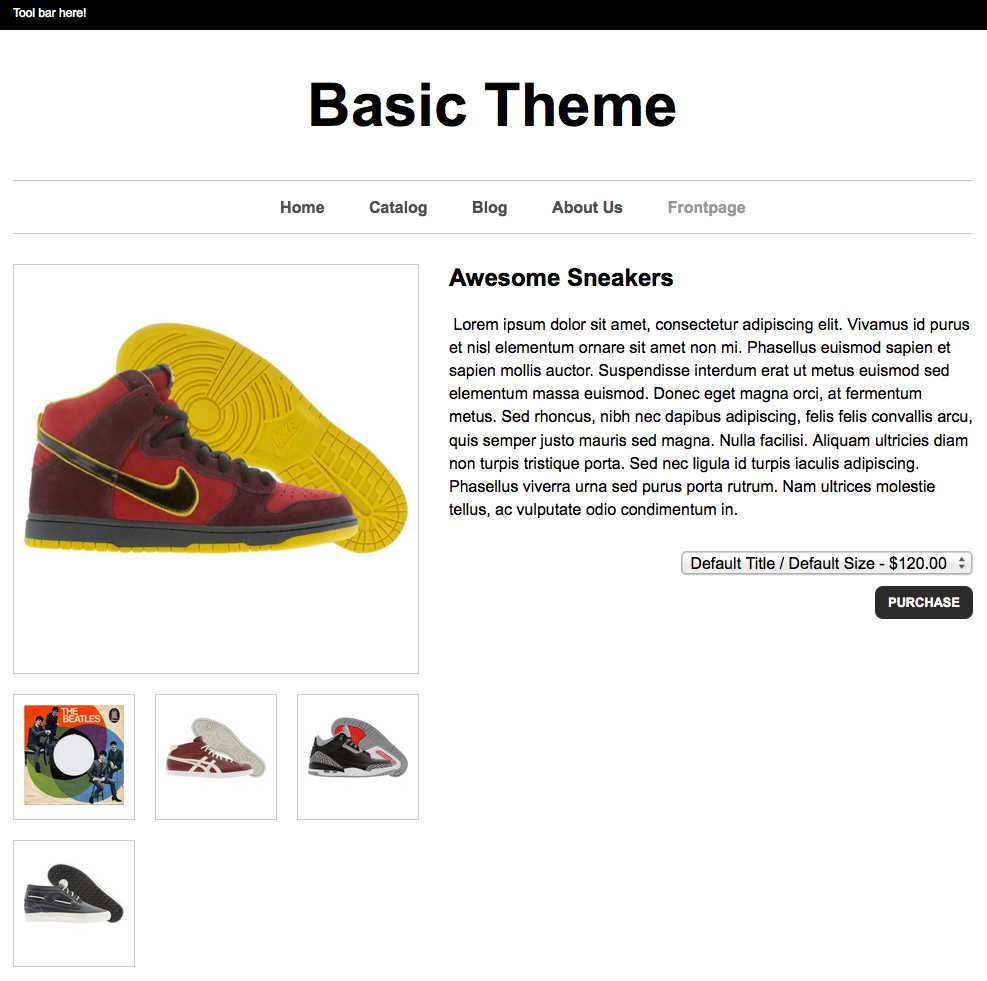 Tool bar here!
Basic Theme
Home Catalog Blog About Us Frontpage
Awesome Sneakers
Lorem ipsum dolor sit amet, consectetur adipiscing elit. Vivamus id purus
et nisl elementum ornare sit amet non mi. Phasellus euismod sapien et
sapien mollis auctor. Suspendisse interdum erat ut metus euismod sed
elementum massa euismod. Donec eget magna orci, at fermentum
metus. Sed rhoncus, nibh nec dapibus adipiscing, felis felis convallis arcu,
quis semper justo mauris sed magna. Nulla facilisi. Aliquam ultricies diam
non turpis tristique porta. Sed nec ligula id turpis iaculis adipiscing.
Phasellus viverra urna sed purus porta rutrum. Nam ultrices molestie
tellus, ac vulputate odio condimentum in.
Default Title / Default Size - $120.00
PURCHASE
THE
BEATLES